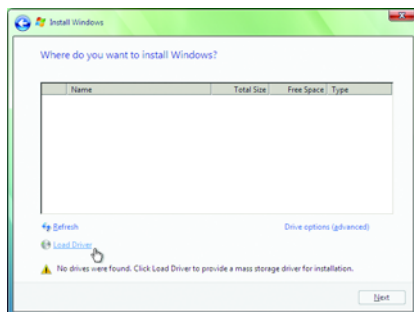 Install Windows
Where do you want to install Windows?
Name Total Size Free Space Type
Refresh Drive options (advanced)
Load Driver
No drives were found. Click Load Driver to provide a mass storage driver for installation.
Next